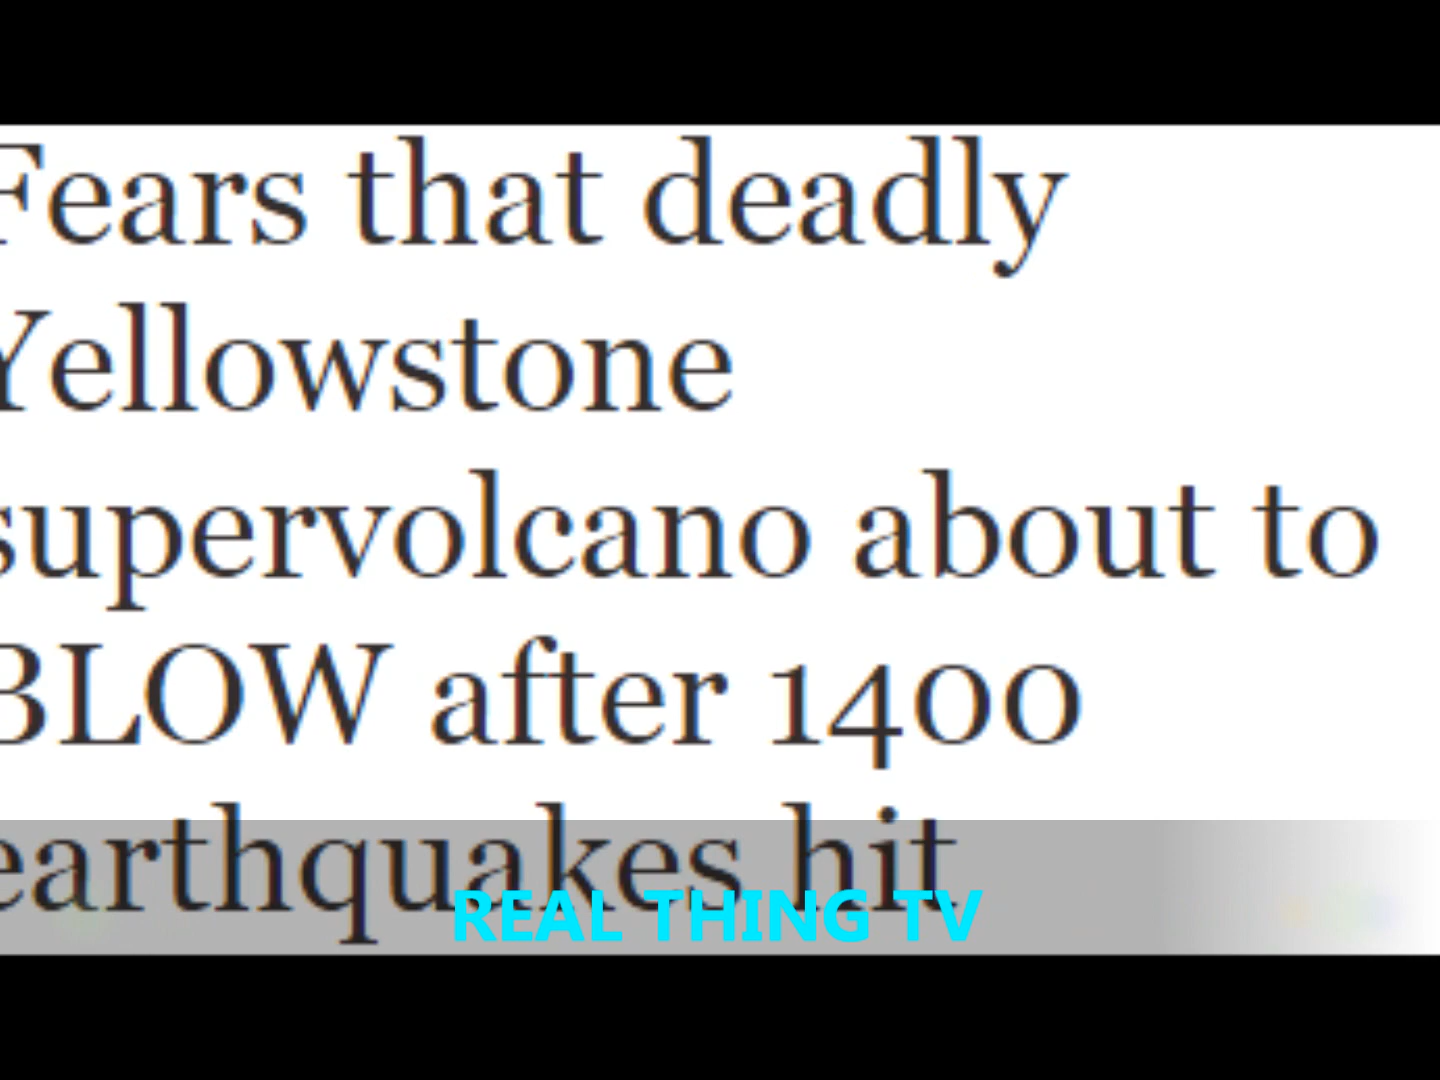 Fears that deadly
Yellowstone
supervolcano about to
BLOW after 1400
earthquakes hit
REAL THING TV